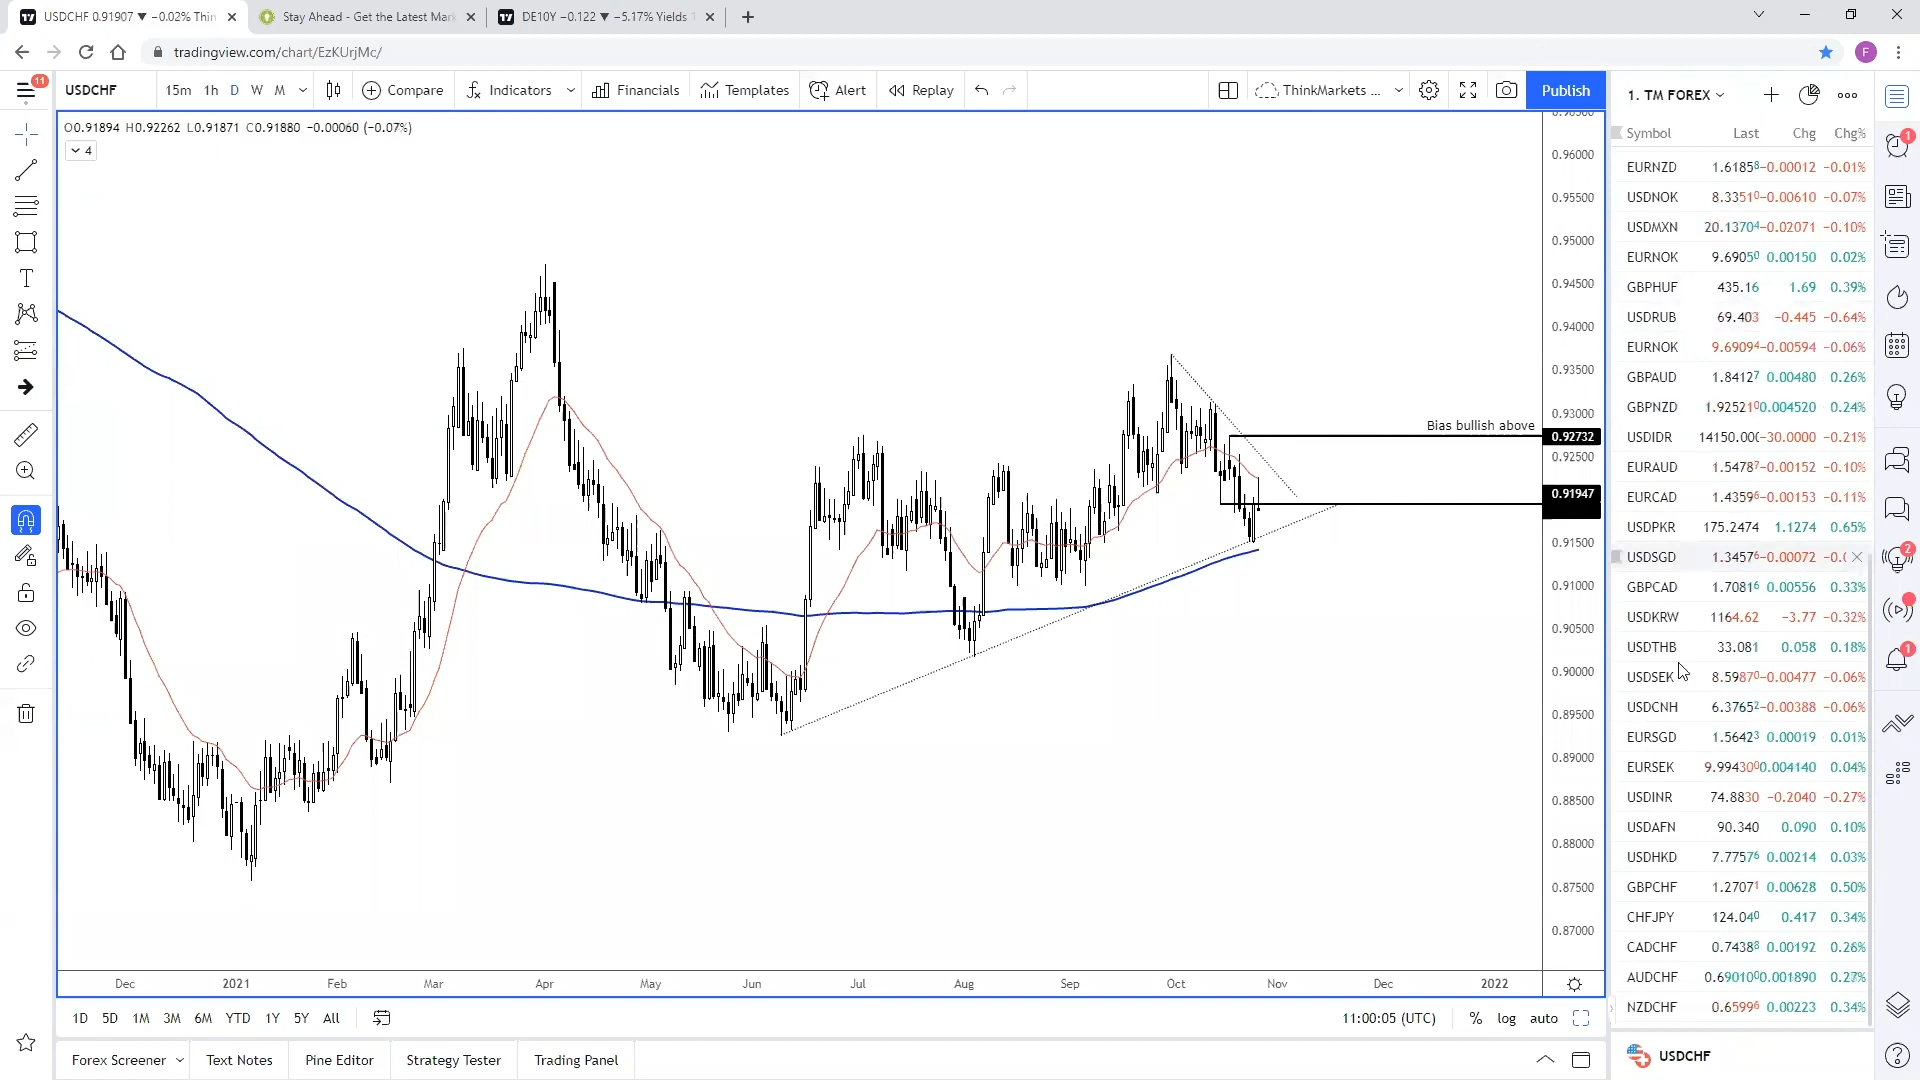 USDCHF 0.91907 ▼ −0.02% Thin
Stay Ahead - Get the Latest Mar
DE10Y −0.122 ▼ −5.17% Yields
tradingview.com/chart/EzKUrjMc/
F
11
USDCHF 15m 1h D W M Compare Indicators Financials Templates Alert Replay ThinkMarkets ... Publish
O0.91894 H0.92262 L0.91871 C0.91880 −0.00060 (−0.07%)
4
0.96000
0.95500
0.95000
0.94500
0.94000
0.93500
0.93000
Bias bullish above
0.92732
0.92500
0.91947
0.91500
0.91000
0.90500
0.90000
0.89500
0.89000
0.88500
0.88000
0.87500
0.87000
Dec 2021 Feb Mar Apr May Jun Jul Aug Sep Oct Nov Dec 2022
1D 5D 1M 3M 6M YTD 1Y 5Y All
11:00:05 (UTC) % log auto
Forex Screener Text Notes Pine Editor Strategy Tester Trading Panel
1. TM FOREX
Symbol Last Chg Chg%
EURNZD 1.61858 −0.00012 −0.01%
USDNOK 8.33510 −0.00610 −0.07%
USDMXN 20.13704 −0.02071 −0.10%
EURNOK 9.69050 0.00150 0.02%
GBPHUF 435.16 1.69 0.39%
USDRUB 69.403 −0.445 −0.64%
EURNOK 9.69094 −0.00594 −0.06%
GBPAUD 1.84127 0.00480 0.26%
GBPNZD 1.925210 0.004520 0.24%
USDIDR 14150.00( −30.0000 −0.21%
EURAUD 1.54787 −0.00152 −0.10%
EURCAD 1.43596 −0.00153 −0.11%
USDPKR 175.2474 1.1274 0.65%
USDSGD 1.34576 −0.00072 −0.(
GBPCAD 1.70816 0.00556 0.33%
USDKRW 1164.62 −3.77 −0.32%
USDTHB 33.081 0.058 0.18%
USDSEK 8.59870 −0.00477 −0.06%
USDCNH 6.37652 −0.00388 −0.06%
EURSGD 1.56423 0.00019 0.01%
EURSEK 9.994300 0.004140 0.04%
USDINR 74.8830 −0.2040 −0.27%
USDAFN 90.340 0.090 0.10%
USDHKD 7.77576 0.00214 0.03%
GBPCHF 1.27071 0.00628 0.50%
CHFJPY 124.040 0.417 0.34%
CADCHF 0.74388 0.00192 0.26%
AUDCHF 0.690100 0.001890 0.27%
NZDCHF 0.65996 0.00223 0.34%
USDCHF
1
2
1